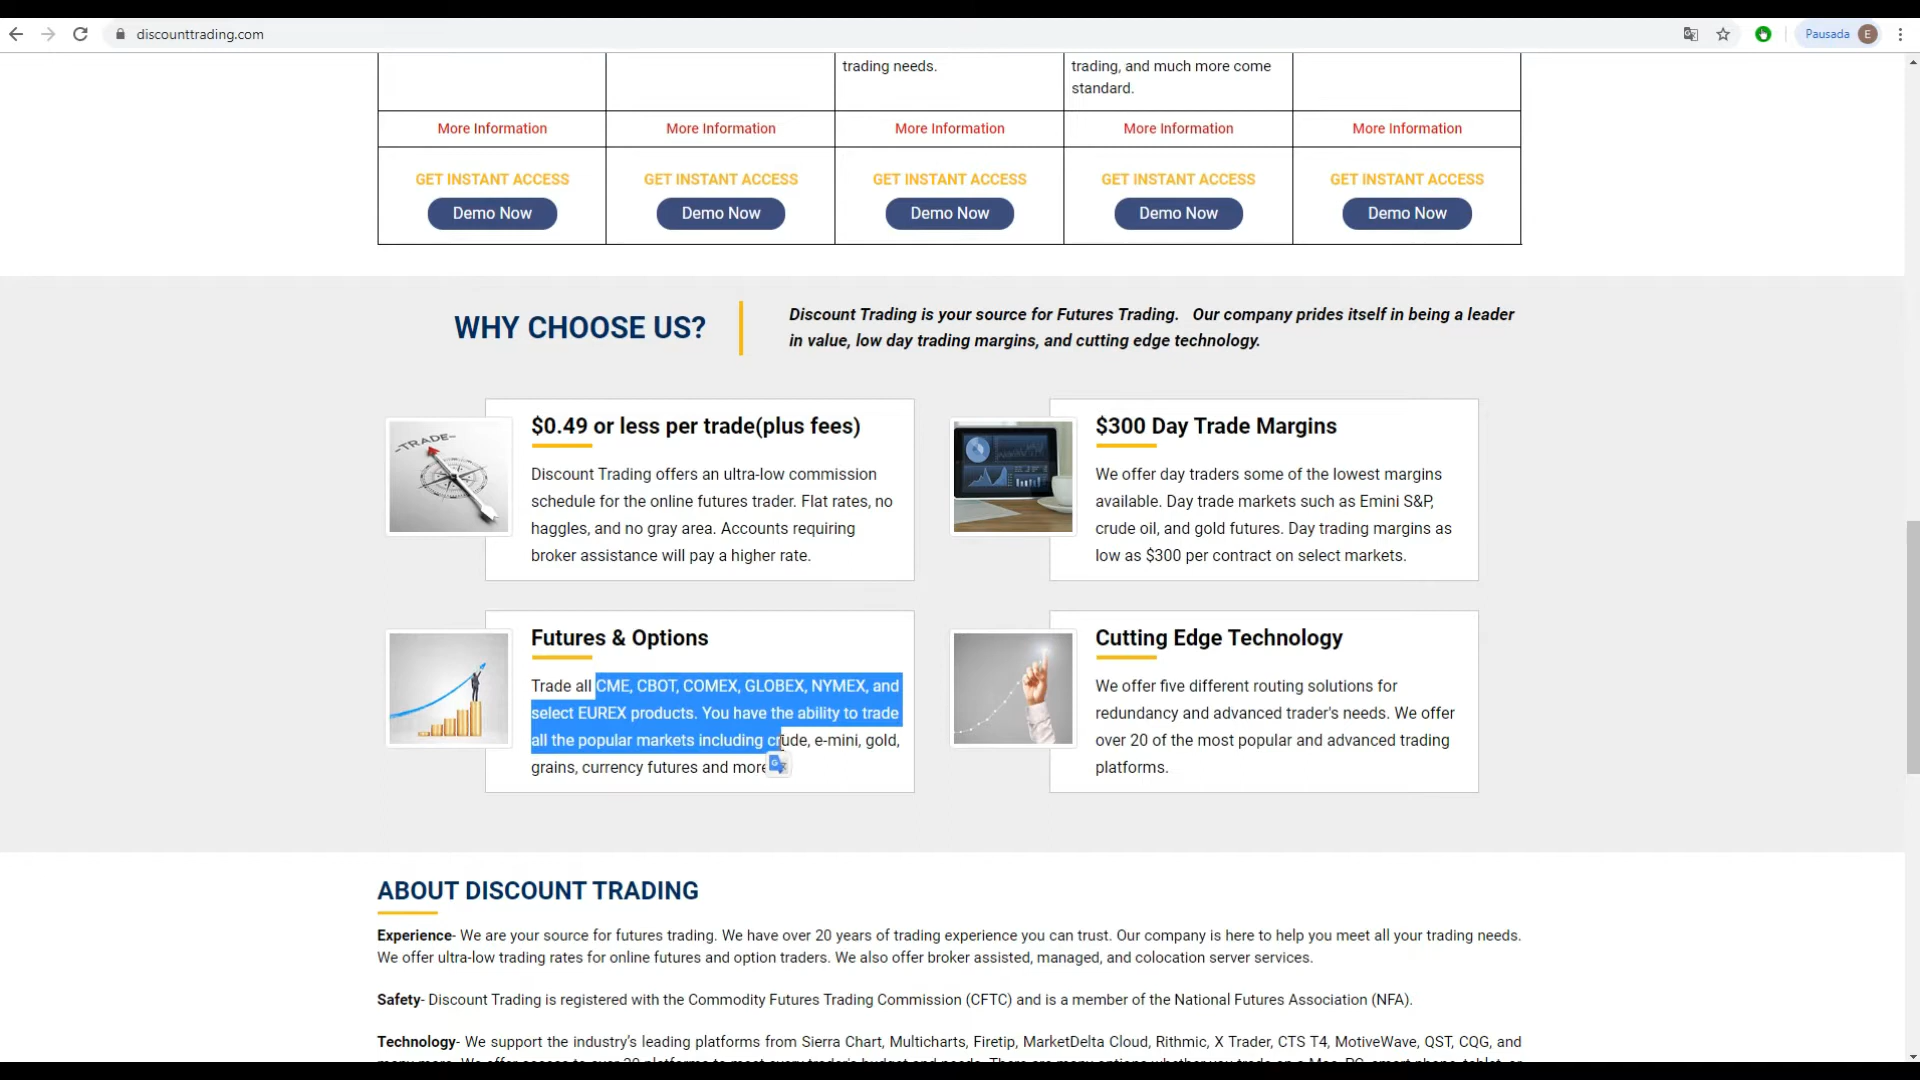 discounttrading.com
Pausada E
trading needs.
trading, and much more come
standard.
More Information More Information More Information More Information More Information
GET INSTANT ACCESS GET INSTANT ACCESS GET INSTANT ACCESS GET INSTANT ACCESS GET INSTANT ACCESS
Demo Now Demo Now Demo Now Demo Now Demo Now
WHY CHOOSE US?
Discount Trading is your source for Futures Trading. Our company prides itself in being a leader
in value, low day trading margins, and cutting edge technology.
TRADE
$0.49 or less per trade(plus fees)
Discount Trading offers an ultra-low commission
schedule for the online futures trader. Flat rates, no
haggles, and no gray area. Accounts requiring
broker assistance will pay a higher rate.
$300 Day Trade Margins
We offer day traders some of the lowest margins
available. Day trade markets such as Emini S&P,
crude oil, and gold futures. Day trading margins as
low as $300 per contract on select markets.
Futures & Options
Trade all CME, CBOT, COMEX, GLOBEX, NYMEX, and
select EUREX products. You have the ability to trade
all the popular markets including crude, e-mini, gold,
grains, currency futures and more
Cutting Edge Technology
We offer five different routing solutions for
redundancy and advanced trader's needs. We offer
over 20 of the most popular and advanced trading
platforms.
ABOUT DISCOUNT TRADING
Experience- We are your source for futures trading. We have over 20 years of trading experience you can trust. Our company is here to help you meet all your trading needs.
We offer ultra-low trading rates for online futures and option traders. We also offer broker assisted, managed, and colocation server services.
Safety- Discount Trading is registered with the Commodity Futures Trading Commission (CFTC) and is a member of the National Futures Association (NFA).
Technology- We support the industry's leading platforms from Sierra Chart, Multicharts, Firetip, MarketDelta Cloud, Rithmic, X Trader, CTS T4, MotiveWave, QST, CQG, and